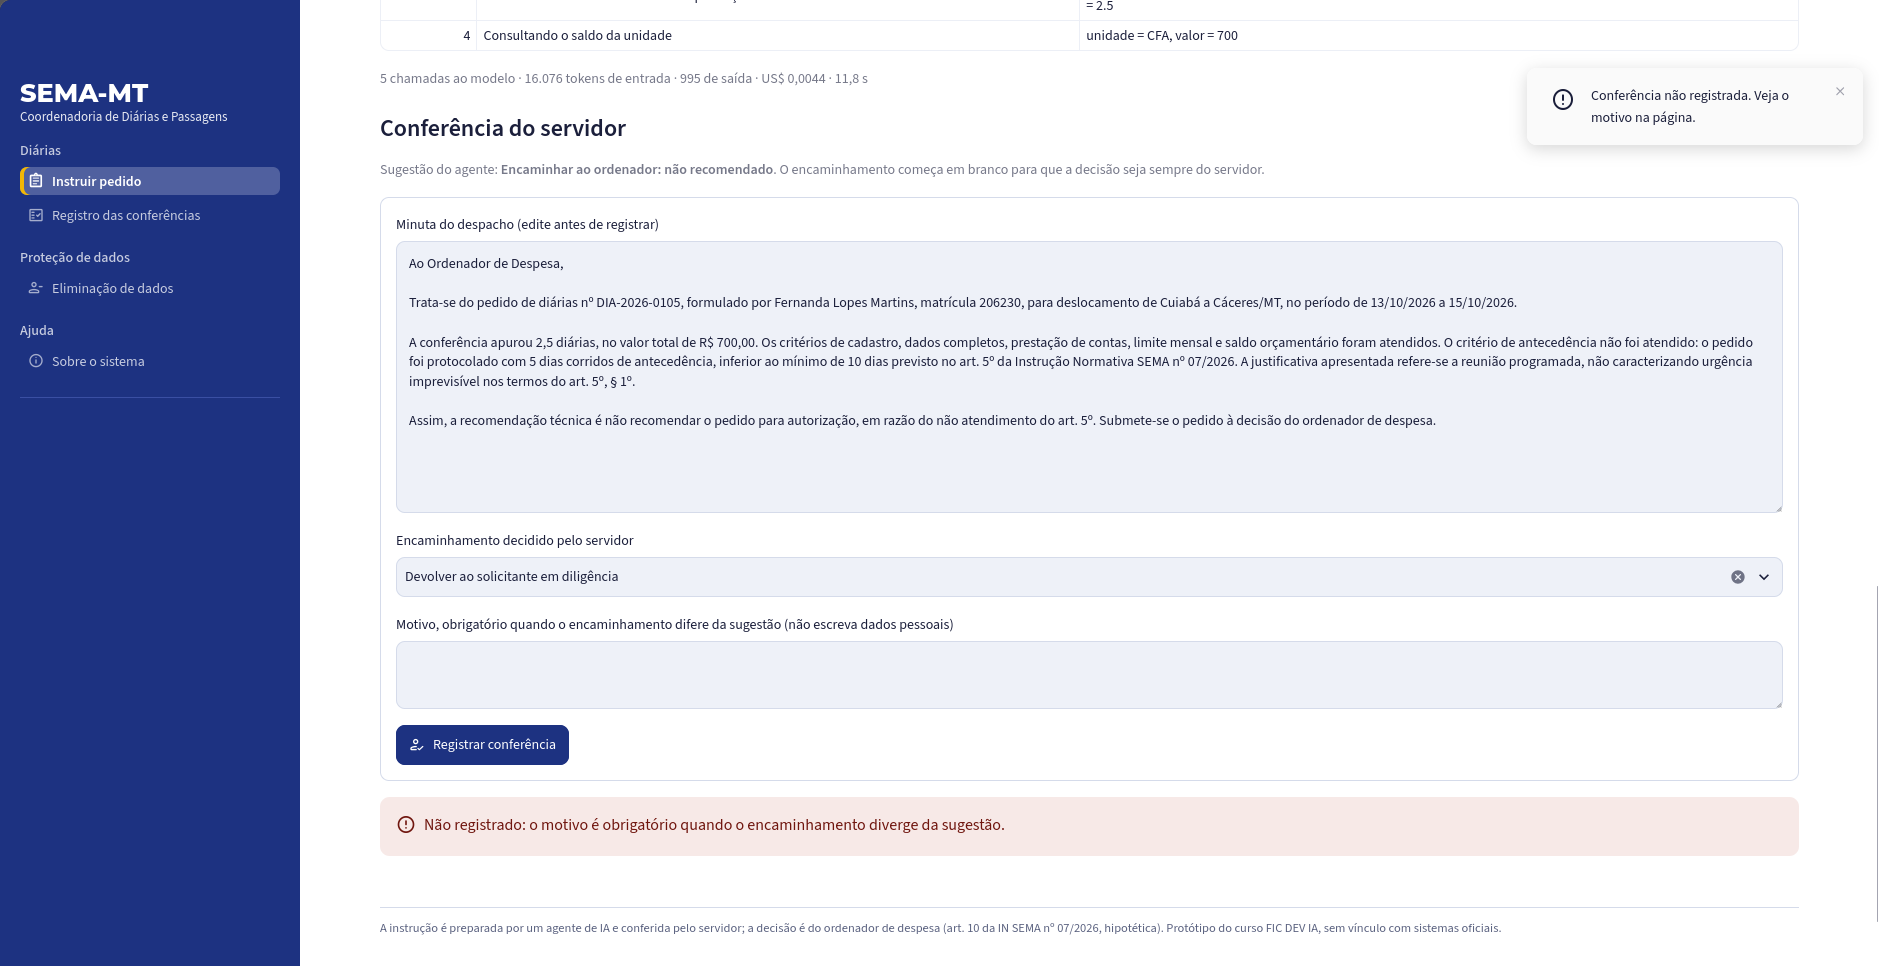 SEMA-MT
Coordenadoria de Diárias e Passagens
Diárias
Instruir pedido
Registro das conferências
Proteção de dados
Eliminação de dados
Ajuda
Sobre o sistema
= 2.5
4 Consultando o saldo da unidade unidade = CFA, valor = 700
5 chamadas ao modelo · 16.076 tokens de entrada · 995 de saída · US$ 0,0044 · 11,8 s
Conferência não registrada. Veja o
motivo na página.
Conferência do servidor
Sugestão do agente: Encaminhar ao ordenador: não recomendado. O encaminhamento começa em branco para que a decisão seja sempre do servidor.
Minuta do despacho (edite antes de registrar)
Ao Ordenador de Despesa,
Trata-se do pedido de diárias nº DIA-2026-0105, formulado por Fernanda Lopes Martins, matrícula 206230, para deslocamento de Cuiabá a Cáceres/MT, no período de 13/10/2026 a 15/10/2026.
A conferência apurou 2,5 diárias, no valor total de R$ 700,00. Os critérios de cadastro, dados completos, prestação de contas, limite mensal e saldo orçamentário foram atendidos. O critério de antecedência não foi atendido: o pedido
foi protocolado com 5 dias corridos de antecedência, inferior ao mínimo de 10 dias previsto no art. 5º da Instrução Normativa SEMA nº 07/2026. A justificativa apresentada refere-se a reunião programada, não caracterizando urgência
imprevisível nos termos do art. 5º, § 1º.
Assim, a recomendação técnica é não recomendar o pedido para autorização, em razão do não atendimento do art. 5º. Submete-se o pedido à decisão do ordenador de despesa.
Encaminhamento decidido pelo servidor
Devolver ao solicitante em diligência
Motivo, obrigatório quando o encaminhamento difere da sugestão (não escreva dados pessoais)
Registrar conferência
Não registrado: o motivo é obrigatório quando o encaminhamento diverge da sugestão.
A instrução é preparada por um agente de IA e conferida pelo servidor; a decisão é do ordenador de despesa (art. 10 da IN SEMA nº 07/2026, hipotética). Protótipo do curso FIC DEV IA, sem vínculo com sistemas oficiais.